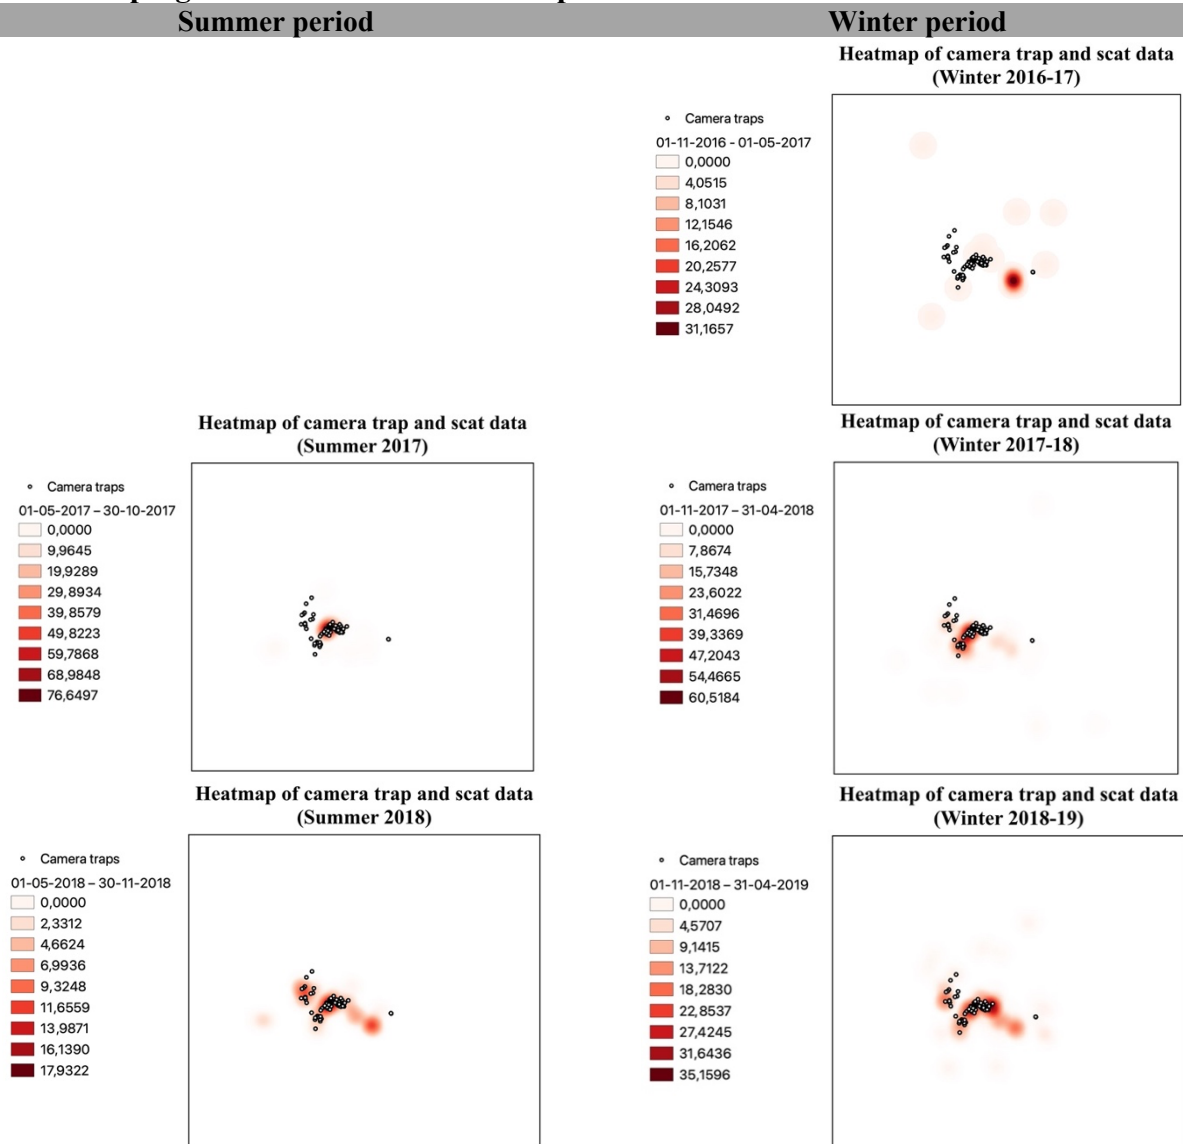 Summer period
Winter period
Heatmap of camera trap and scat data
(Winter 2016-17)
Camera traps
01-11-2016 - 01-05-2017
0,0000
4,0515
8,1031
12,1546
16,2062
20,2577
24,3093
28,0492
31,1657
Heatmap of camera trap and scat data
(Summer 2017)
Camera traps
01-05-2017 – 30-10-2017
0,0000
9,9645
19,9289
29,8934
39,8579
49,8223
59,7868
68,9848
76,6497
Heatmap of camera trap and scat data
(Winter 2017-18)
Camera traps
01-11-2017 – 31-04-2018
0,0000
7,8674
15,7348
23,6022
31,4696
39,3369
47,2043
54,4665
60,5184
Heatmap of camera trap and scat data
(Summer 2018)
Camera traps
01-05-2018 – 30-11-2018
0,0000
2,3312
4,6624
6,9936
9,3248
11,6559
13,9871
16,1390
17,9322
Heatmap of camera trap and scat data
(Winter 2018-19)
Camera traps
01-11-2018 – 31-04-2019
0,0000
4,5707
9,1415
13,7122
18,2830
22,8537
27,4245
31,6436
35,1596